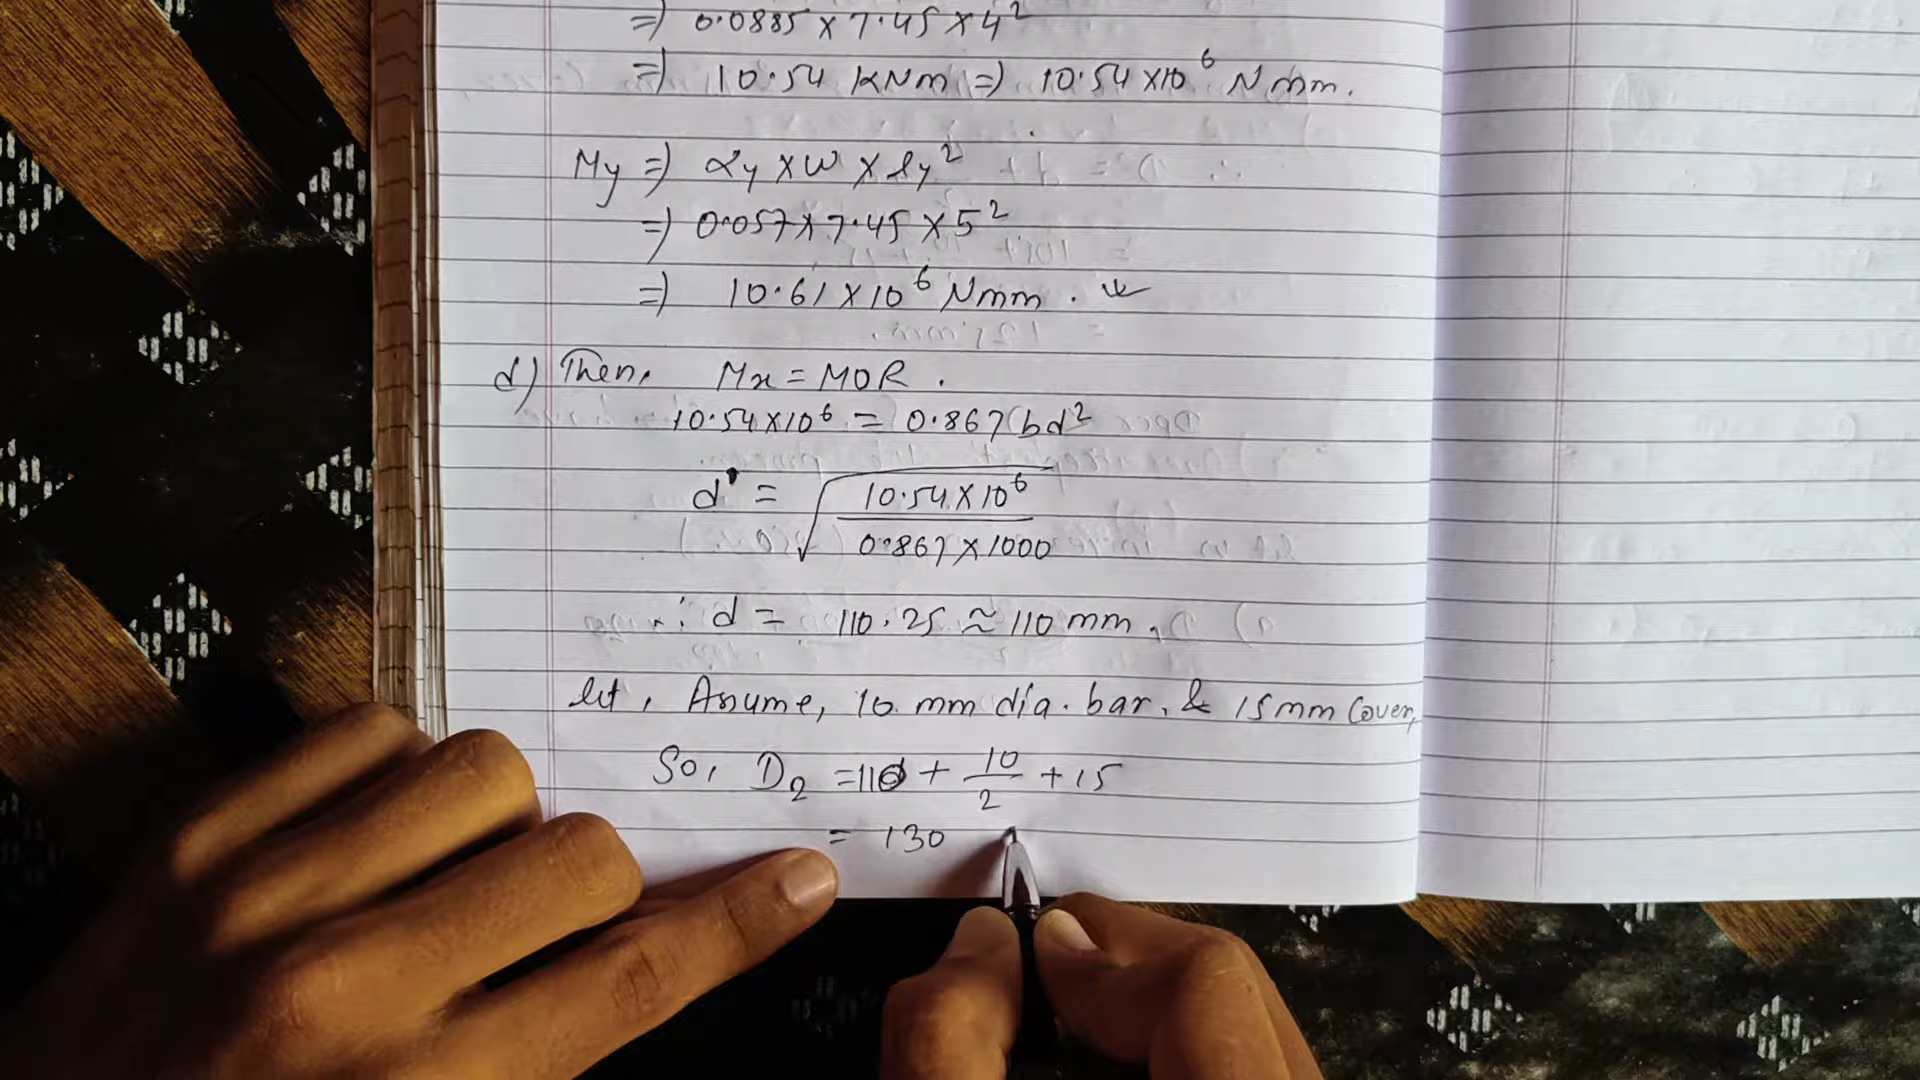 =) 0.0885 x 7.45 x 4²
=) 10.54 kNm =) 10.54 x10⁶ Nmm.
My =) αy x w x ly²
=) 0.057 x 7.45 x 5²
=) 10.61 x 10⁶ Nmm.
d) Then, Mx = MOR.
10.54 x 10⁶ = 0.867 bd²
d = √(10.54 x 10⁶ / 0.867 x 1000)
∴ d = 110.25 ≈ 110 mm.
let, Assume, 10 mm dia. bar. & 15mm Cover,
So, D₂ = 110 + 10/2 + 15
= 130